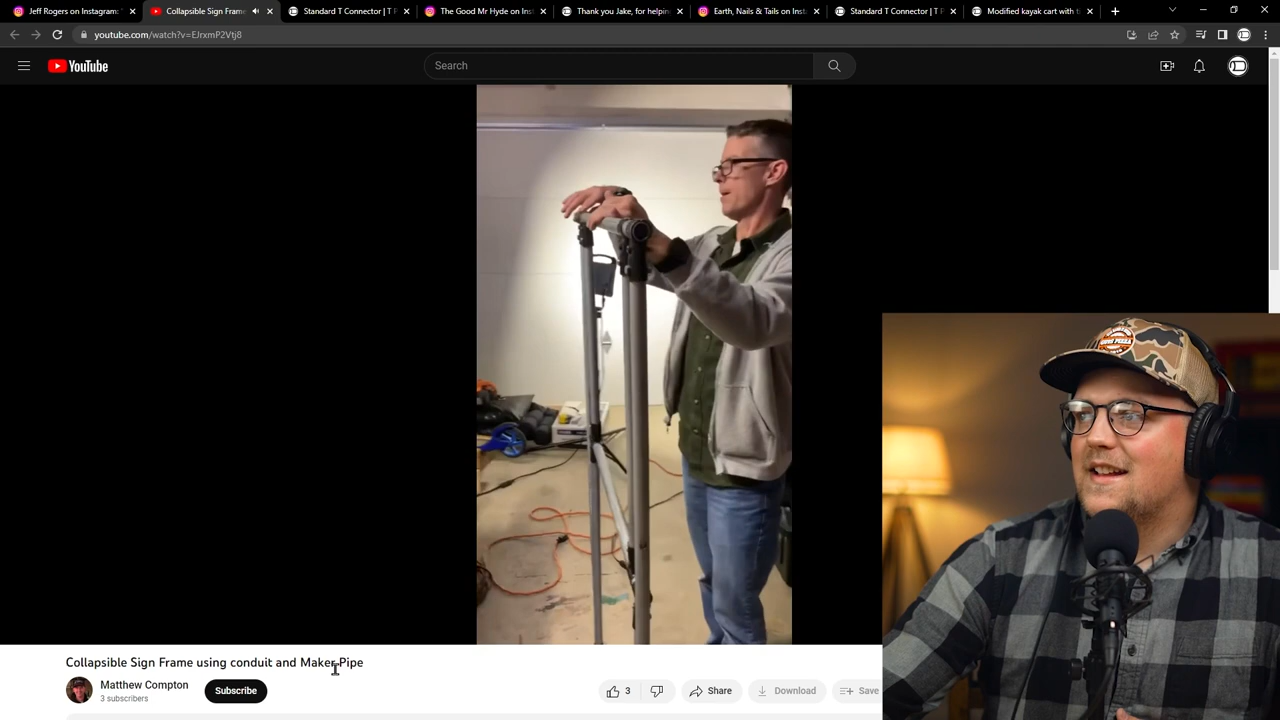 Jeff Rogers on Instagram: "
Collapsible Sign Frame
Standard T Connector | T P
The Good Mr Hyde on Inst
Thank you Jake, for helpin
Earth, Nails & Tails on Inst
Standard T Connector | T P
Modified kayak cart with t
youtube.com/watch?v=EJrxmP2Vtj8
YouTube
Search
Collapsible Sign Frame using conduit and Maker Pipe
Matthew Compton
3 subscribers
Subscribe
3
Share
Download
Save